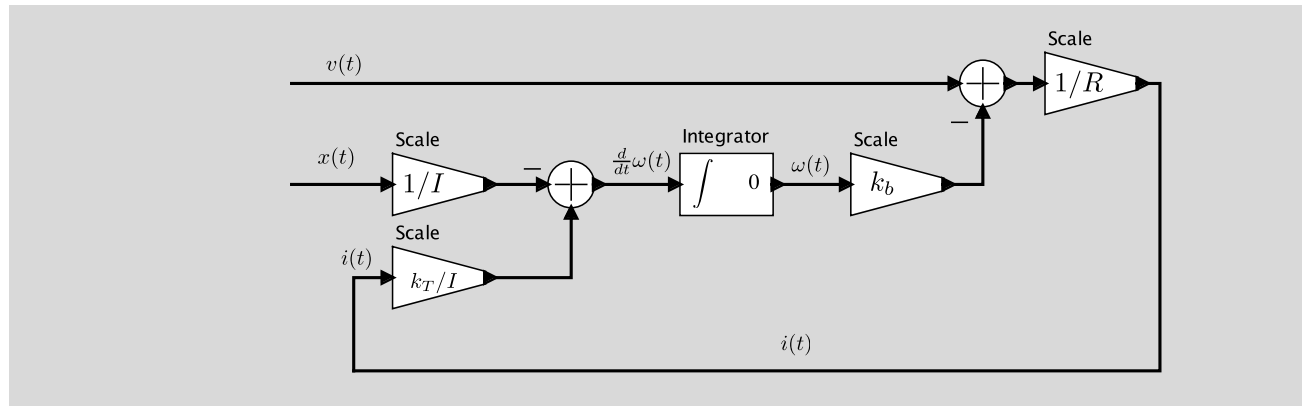 Scale
v(t)
1/R
−
Scale
Integrator
Scale
x(t)
1/I
−
d/dt ω(t)
∫ 0
ω(t)
k_b
Scale
i(t)
k_T/I
i(t)